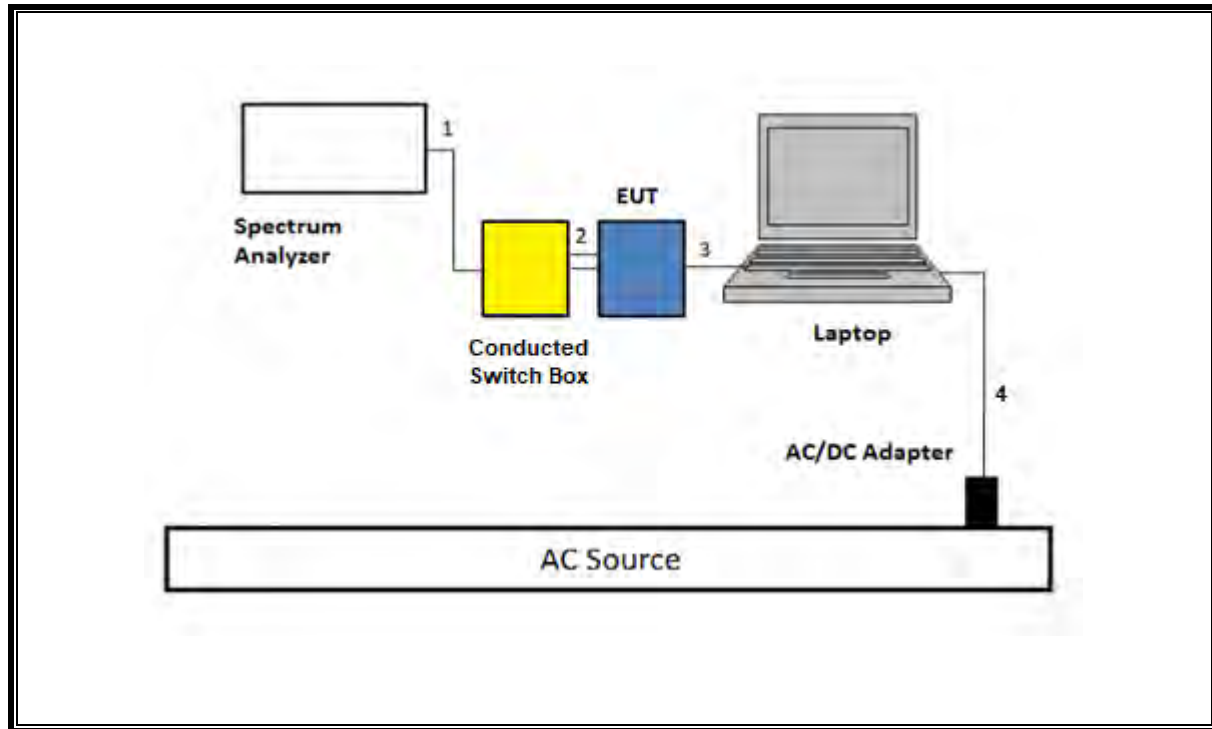 1
Spectrum
Analyzer
EUT
2
3
Conducted
Switch Box
Laptop
4
AC/DC Adapter
AC Source